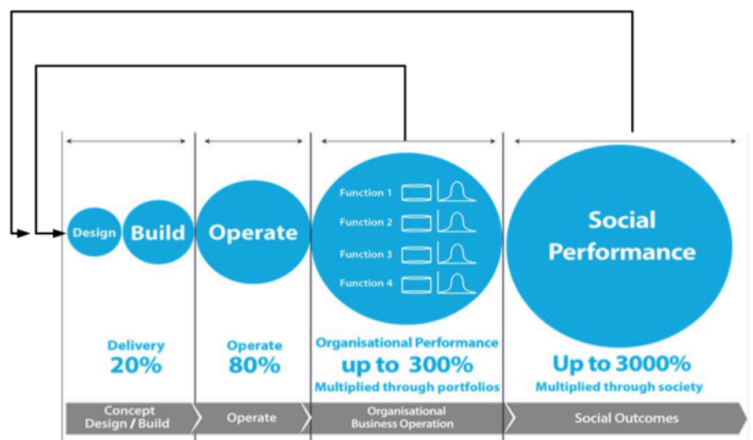 Design
Build
Operate
Function 1
Function 2
Function 3
Function 4
Social
Performance
Delivery
20%
Operate
80%
Organisational Performance
up to 300%
Multiplied through portfolios
Up to 3000%
Multiplied through society
Concept
Design / Build
Operate
Organisational
Business Operation
Social Outcomes